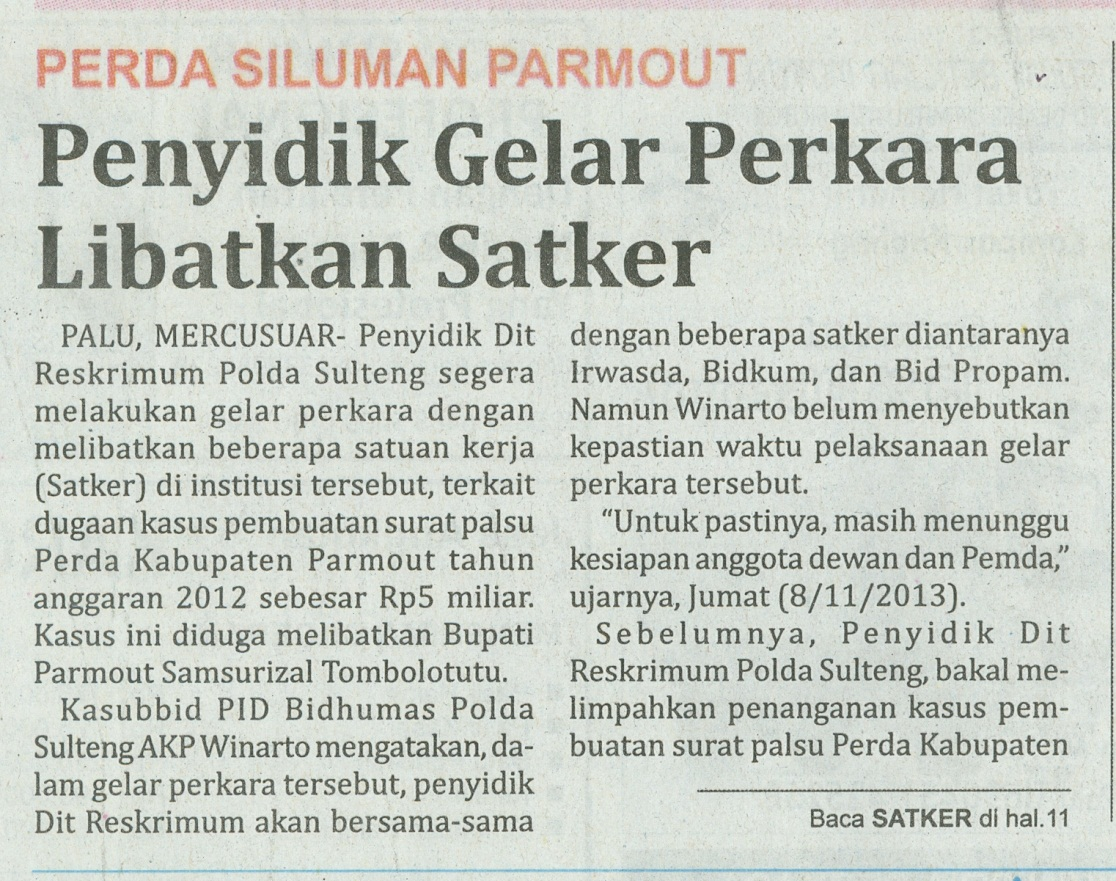 PERDA SILUMAN PARMOUT
Penyidik Gelar Perkara
Libatkan Satker
PALU, MERCUSUAR- Penyidik Dit
Reskrimum Polda Sulteng segera
melakukan gelar perkara dengan
melibatkan beberapa satuan kerja
(Satker) di institusi tersebut, terkait
dugaan kasus pembuatan surat palsu
Perda Kabupaten Parmout tahun
anggaran 2012 sebesar Rp5 miliar.
Kasus ini diduga melibatkan Bupati
Parmout Samsurizal Tombolotutu.
Kasubbid PID Bidhumas Polda
Sulteng AKP Winarto mengatakan, da-
lam gelar perkara tersebut, penyidik
Dit Reskrimum akan bersama-sama
dengan beberapa satker diantaranya
Irwasda, Bidkum, dan Bid Propam.
Namun Winarto belum menyebutkan
kepastian waktu pelaksanaan gelar
perkara tersebut.
“Untuk pastinya, masih menunggu
kesiapan anggota dewan dan Pemda,”
ujarnya, Jumat (8/11/2013).
Sebelumnya, Penyidik Dit
Reskrimum Polda Sulteng, bakal me-
limpahkan penanganan kasus pem-
buatan surat palsu Perda Kabupaten
Baca SATKER di hal.11